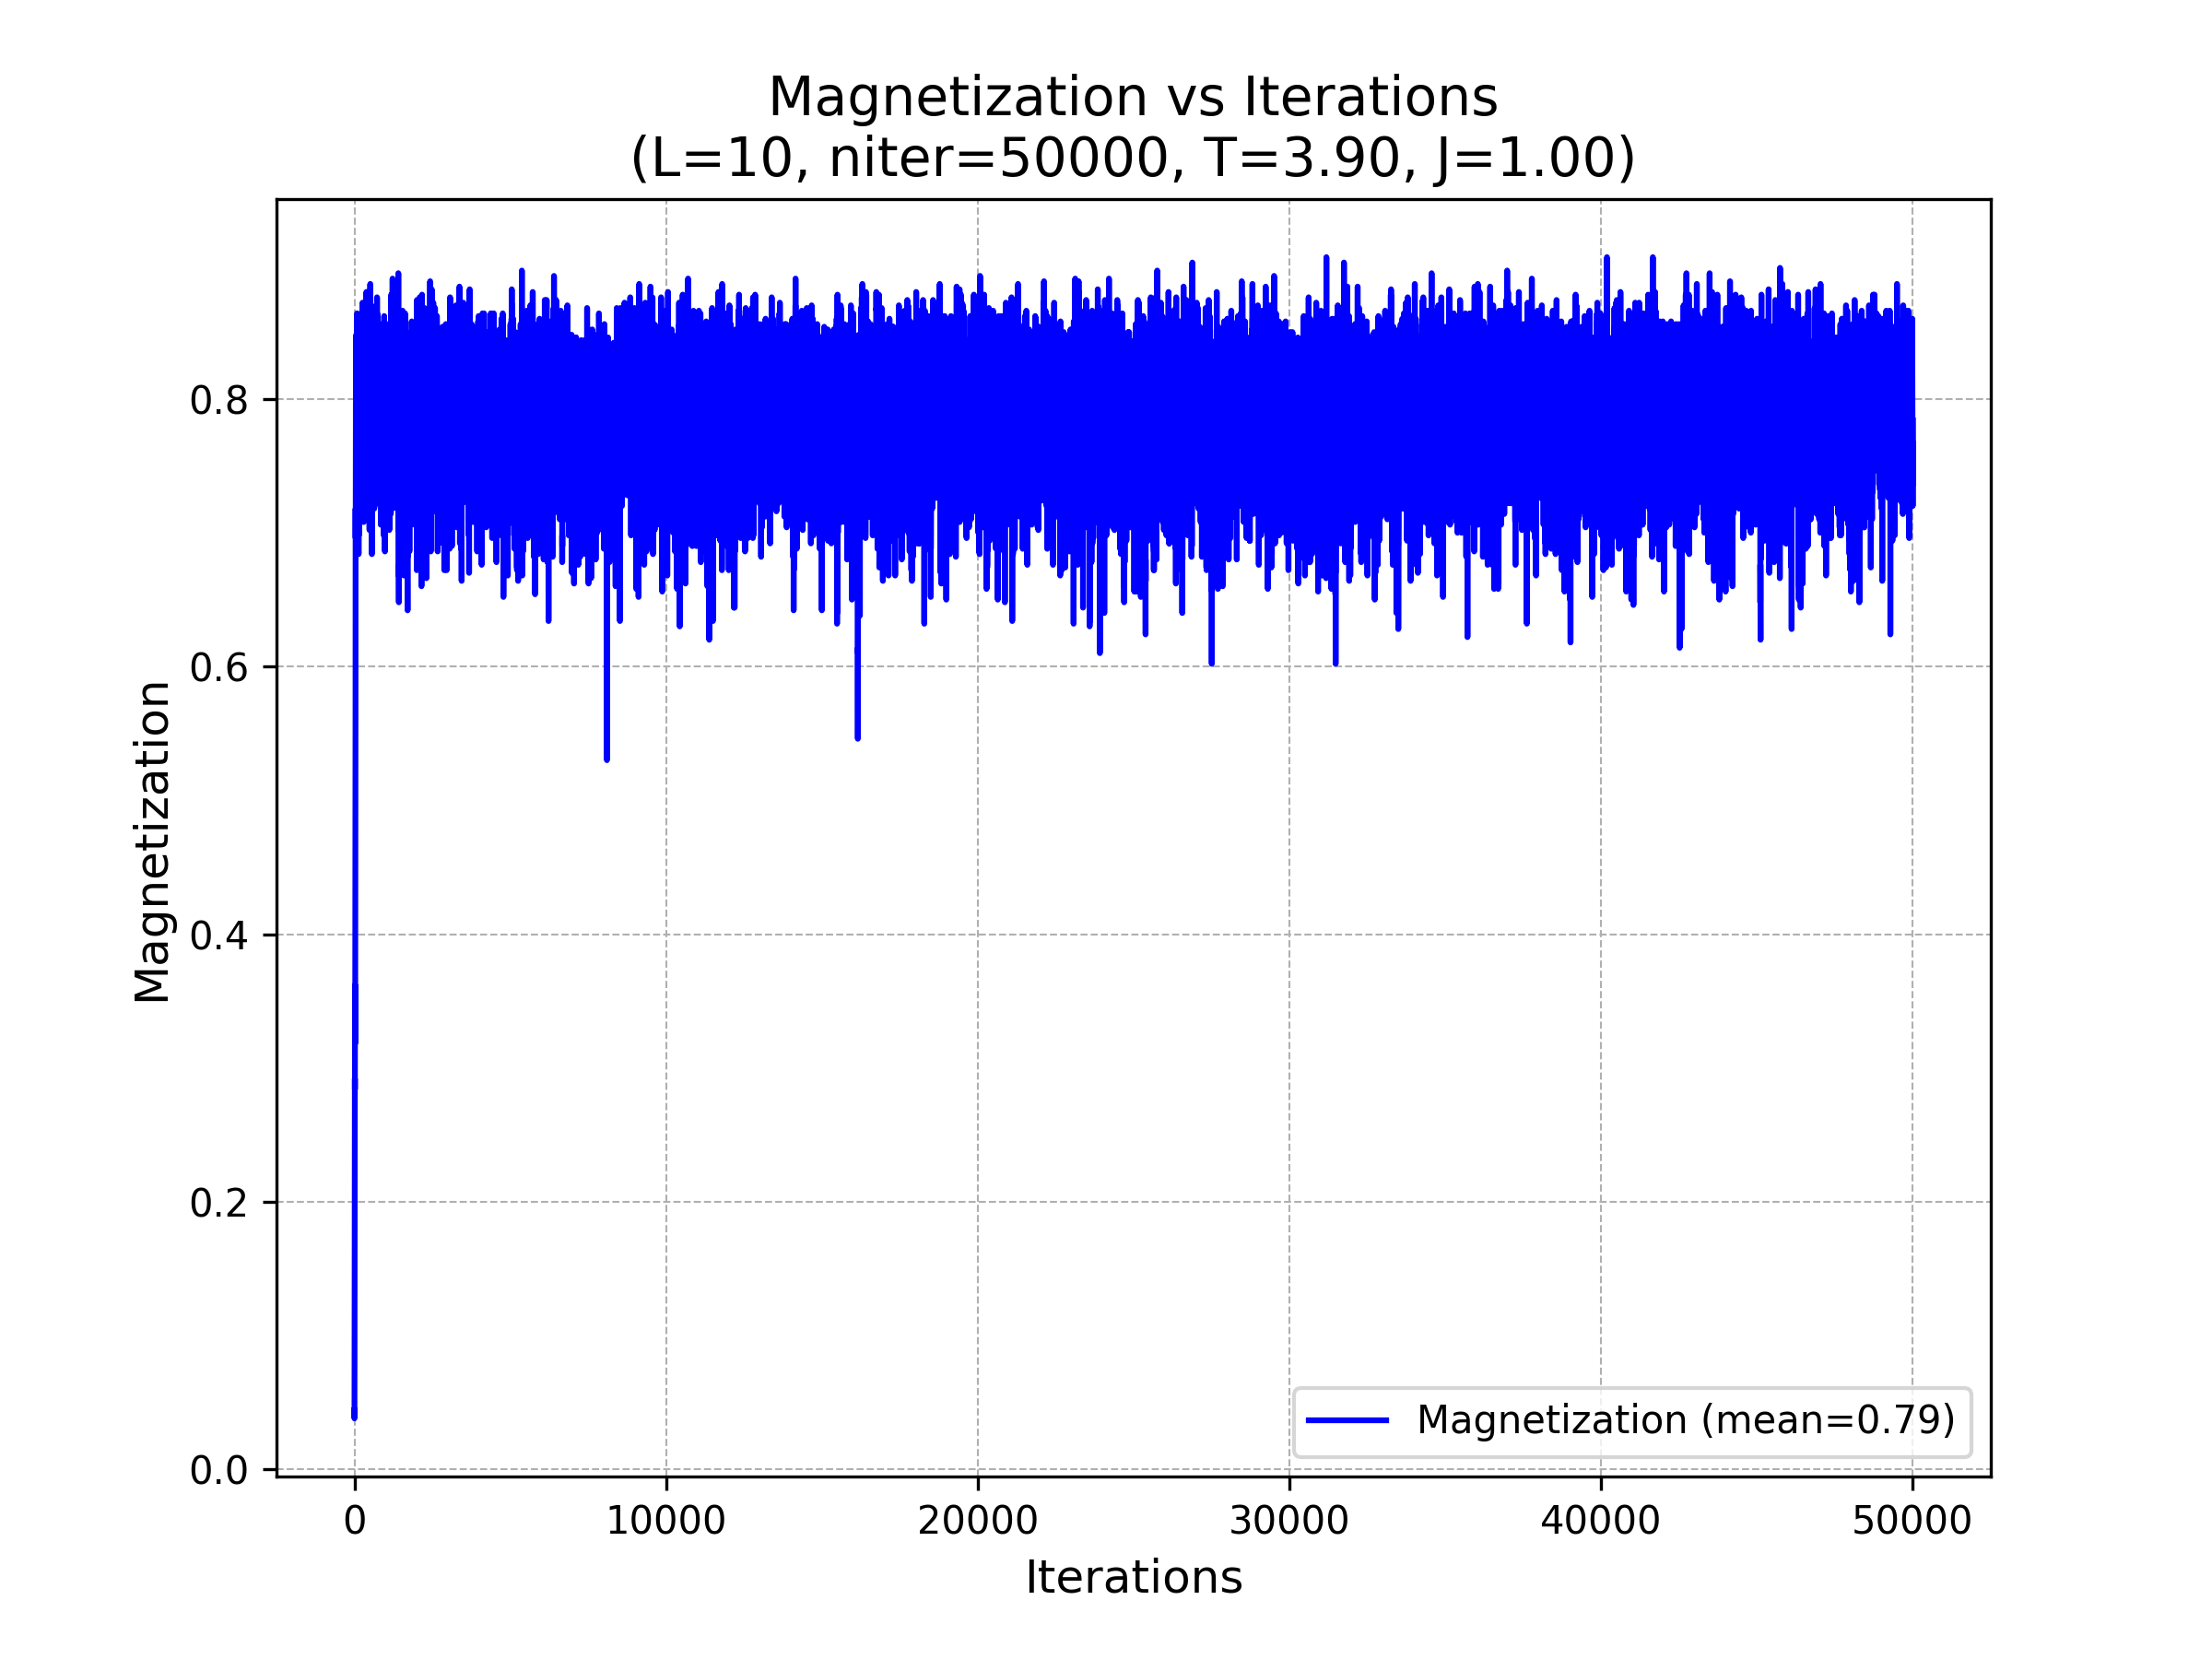 Magnetization vs Iterations
(L=10, niter=50000, T=3.90, J=1.00)
Magnetization
0.8
0.6
0.4
0.2
0.0
Magnetization (mean=0.79)
0 10000 20000 30000 40000 50000
Iterations